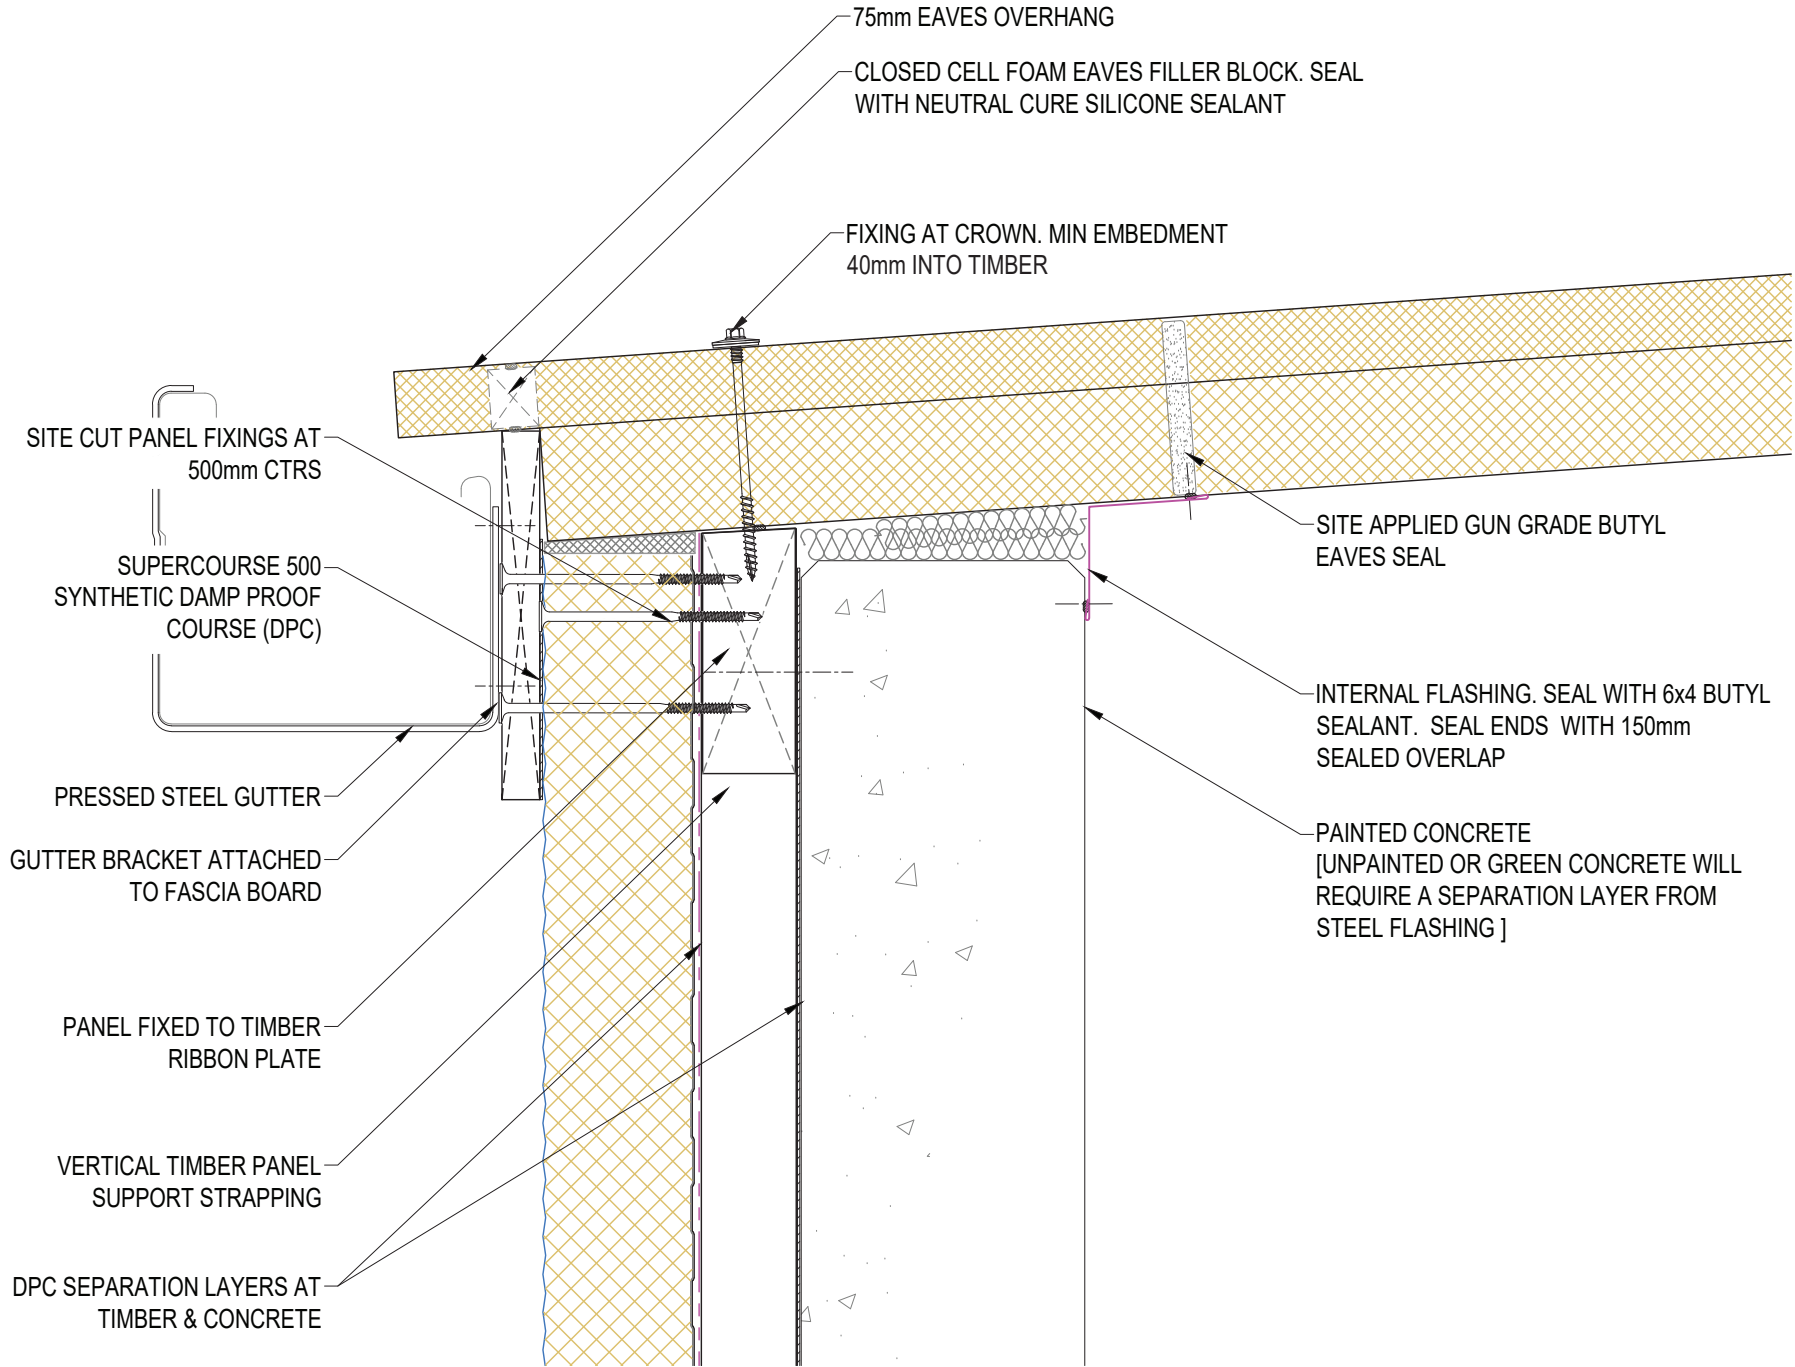 75mm EAVES OVERHANG
CLOSED CELL FOAM EAVES FILLER BLOCK. SEAL
WITH NEUTRAL CURE SILICONE SEALANT
FIXING AT CROWN. MIN EMBEDMENT
40mm INTO TIMBER
SITE CUT PANEL FIXINGS AT
500mm CTRS
SUPERCOURSE 500
SYNTHETIC DAMP PROOF
COURSE (DPC)
PRESSED STEEL GUTTER
GUTTER BRACKET ATTACHED
TO FASCIA BOARD
PANEL FIXED TO TIMBER
RIBBON PLATE
VERTICAL TIMBER PANEL
SUPPORT STRAPPING
DPC SEPARATION LAYERS AT
TIMBER & CONCRETE
SITE APPLIED GUN GRADE BUTYL
EAVES SEAL
INTERNAL FLASHING. SEAL WITH 6x4 BUTYL
SEALANT. SEAL ENDS WITH 150mm
SEALED OVERLAP
PAINTED CONCRETE
[UNPAINTED OR GREEN CONCRETE WILL
REQUIRE A SEPARATION LAYER FROM
STEEL FLASHING ]